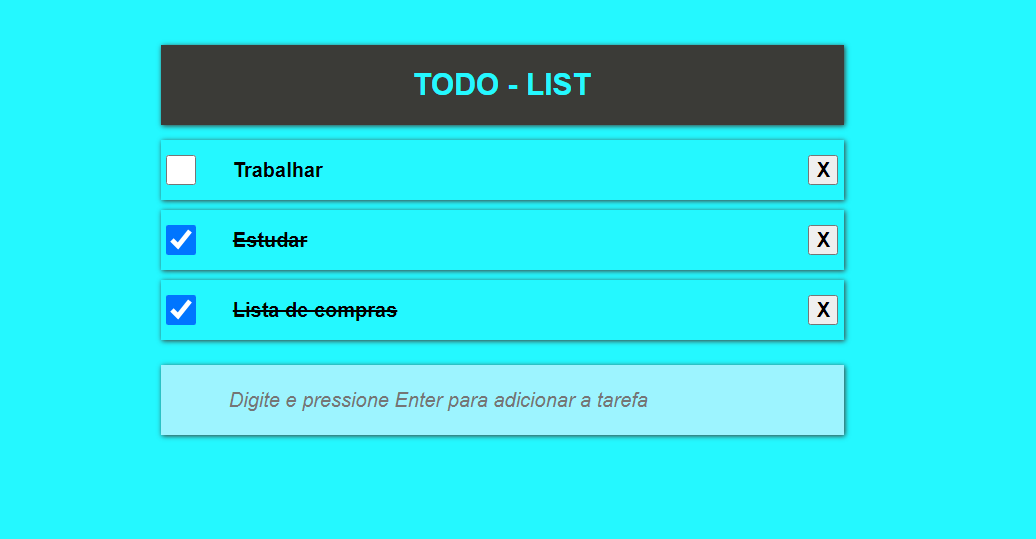 TODO - LIST
Trabalhar X
Estudar X
Lista de compras X
Digite e pressione Enter para adicionar a tarefa